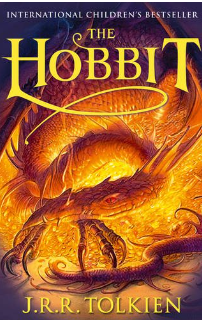 INTERNATIONAL CHILDREN'S BESTSELLER
THE
HOBBIT
J.R.R. TOLKIEN